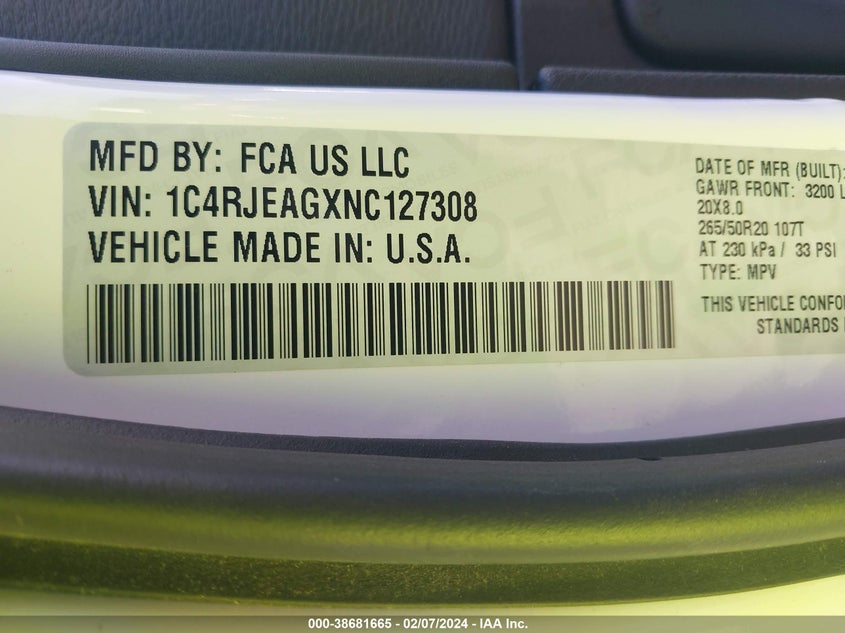 MFD BY: FCA US LLC
VIN: 1C4RJEAGXNC127308
VEHICLE MADE IN: U.S.A.
DATE OF MFR (BUILT):
GAWR FRONT: 3200 L
20X8.0
265/50R20 107T
AT 230 kPa / 33 PSI
TYPE: MPV
THIS VEHICLE CONFO
STANDARDS
000-38681665 - 02/07/2024 - IAA Inc.